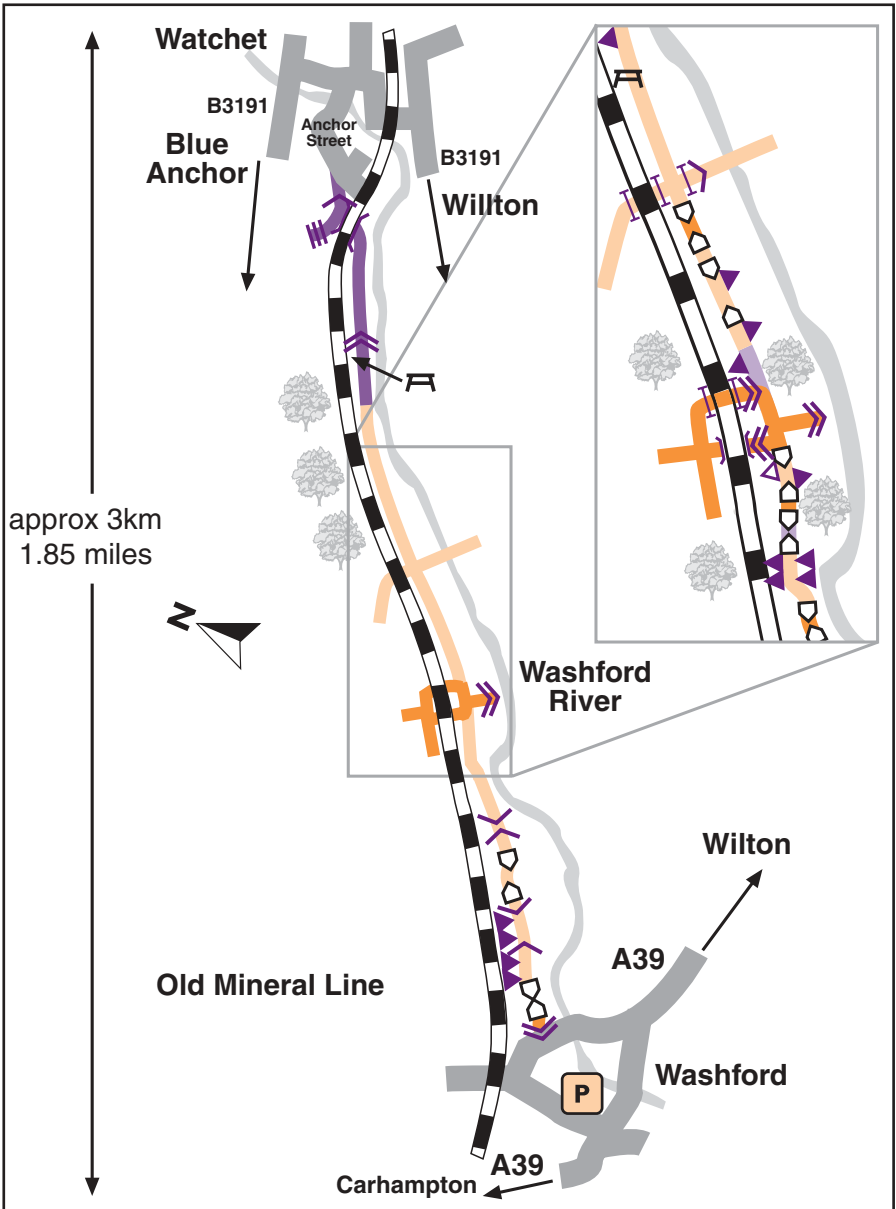 Watchet
B3191
Anchor
Street
Blue
Anchor
B3191
Willton
approx 3km
1.85 miles
N
Washford
River
Wilton
A39
Old Mineral Line
Washford
P
A39
Carhampton